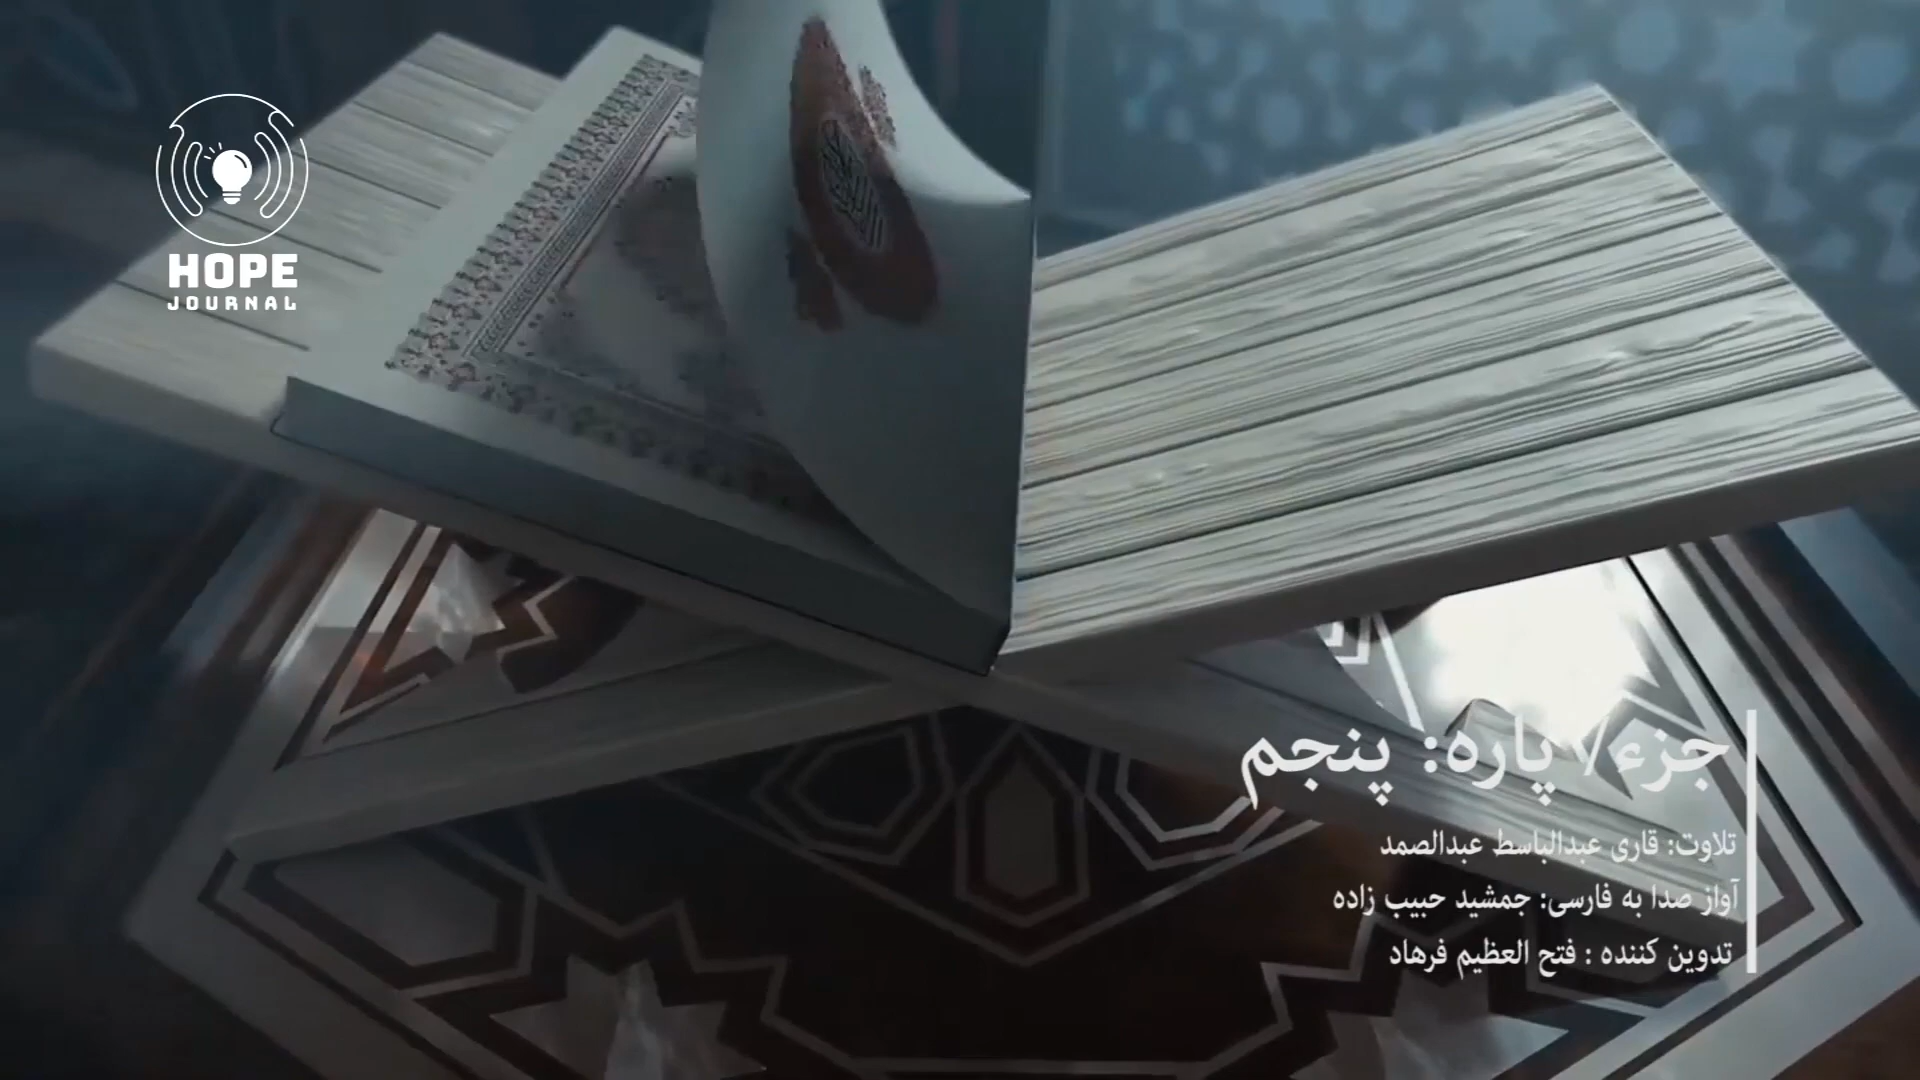 HOPE
JOURNAL
جزء/ پاره: پنجم
تلاوت: قاری عبدالباسط عبدالصمد
آواز صدا به فارسی: جمشید حبیب زاده
تدوین کننده : فتح العظیم فرهاد